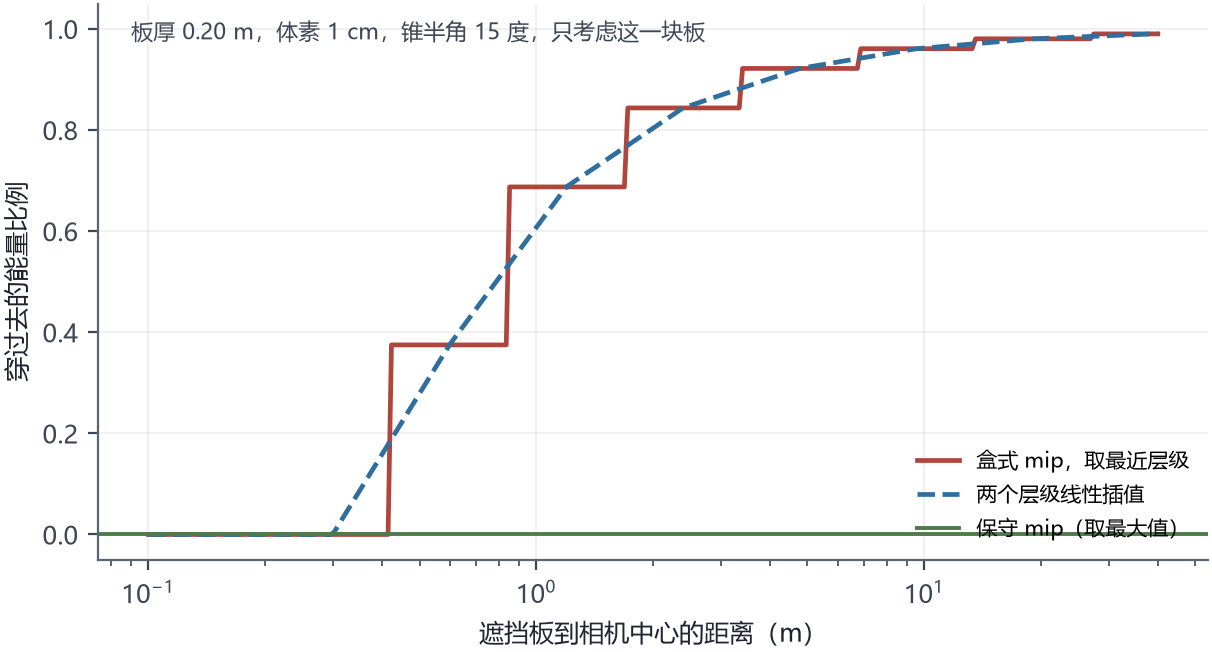 板厚 0.20 m，体素 1 cm，锥半角 15 度，只考虑这一块板
穿过去的能量比例
1.0
0.8
0.6
0.4
0.2
0.0
盒式 mip，取最近层级
两个层级线性插值
保守 mip（取最大值）
10⁻¹
10⁰
10¹
遮挡板到相机中心的距离（m）